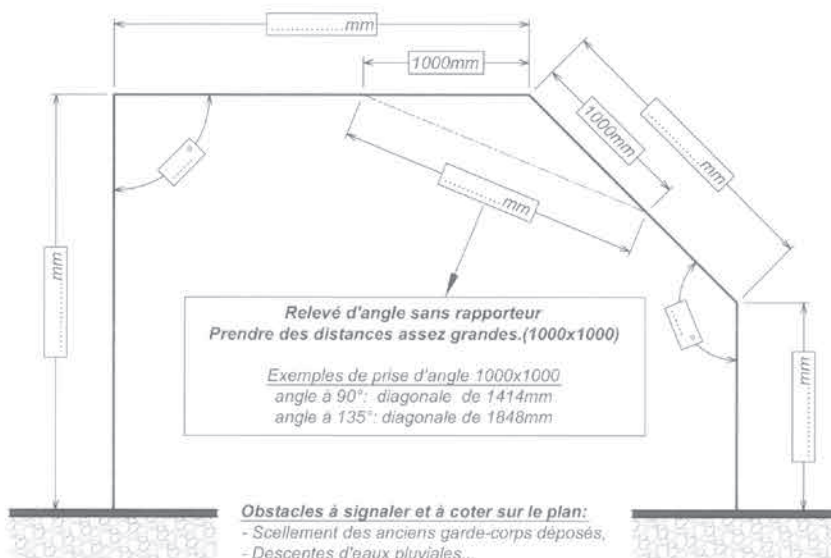 ............ mm
1000mm
1000mm
............ mm
...... °
............ mm
............ mm
...... °
............ mm
Relevé d'angle sans rapporteur
Prendre des distances assez grandes.(1000x1000)
Exemples de prise d'angle 1000x1000
angle à 90°: diagonale de 1414mm
angle à 135°: diagonale de 1848mm
Obstacles à signaler et à coter sur le plan:
- Scellement des anciens garde-corps déposés,
- Descentes d'eaux pluviales...